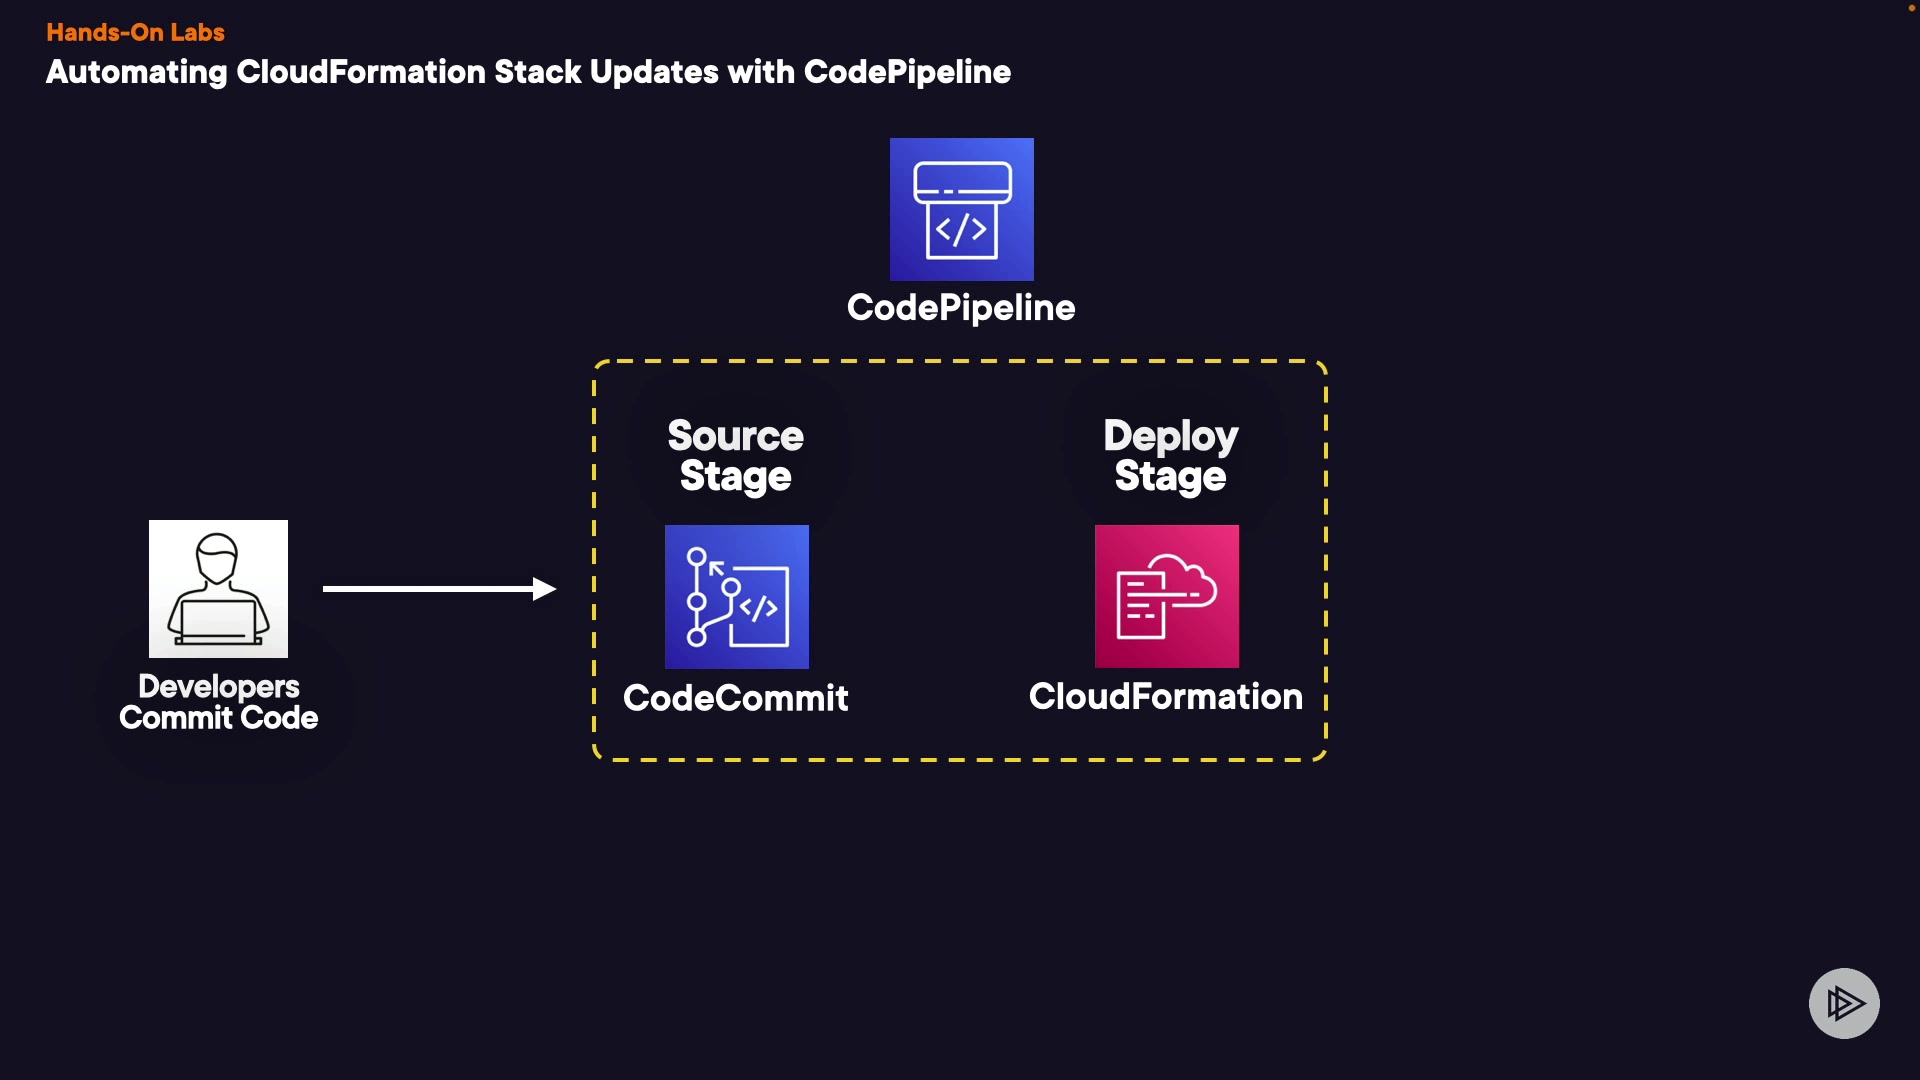 Hands-On Labs
Automating CloudFormation Stack Updates with CodePipeline
</>
CodePipeline
Source
Stage
Deploy
Stage
</>
Developers
Commit Code
CodeCommit
CloudFormation